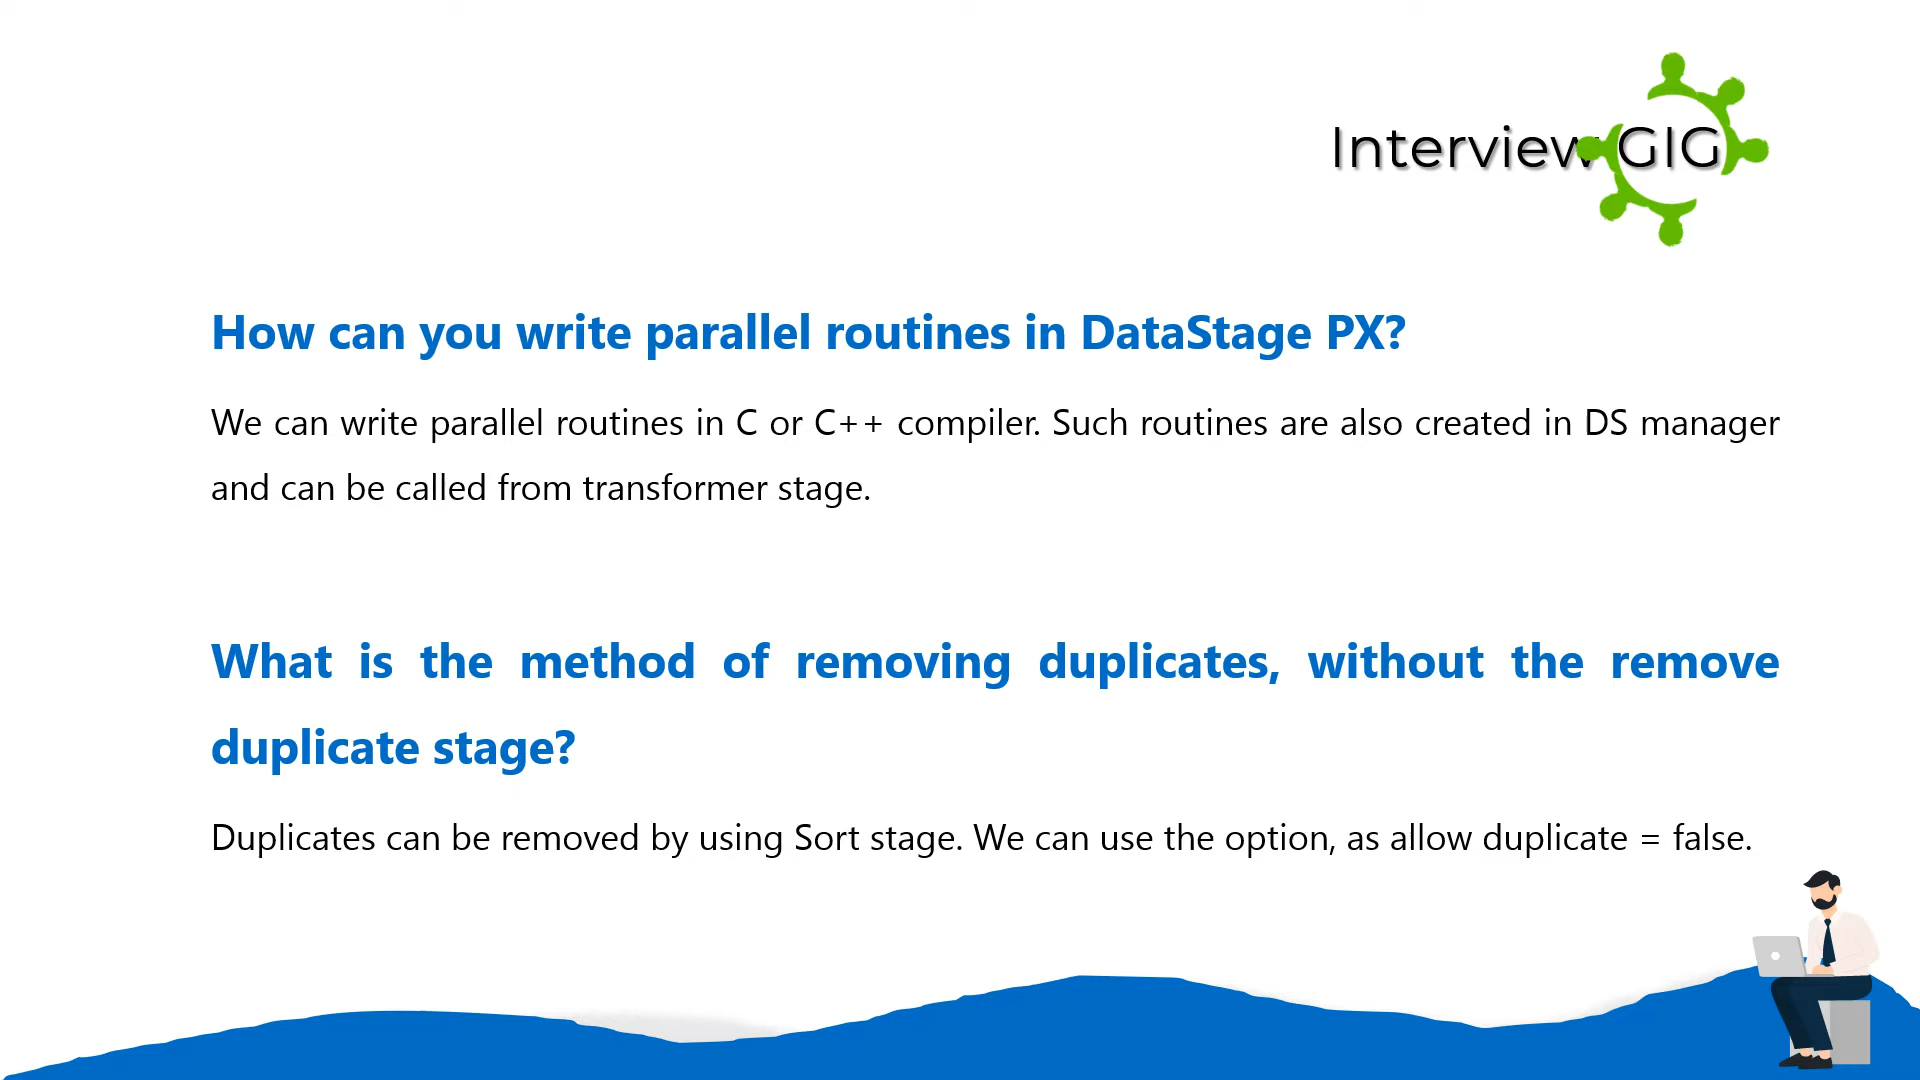 Interview GIG
How can you write parallel routines in DataStage PX?
We can write parallel routines in C or C++ compiler. Such routines are also created in DS manager
and can be called from transformer stage.
What is the method of removing duplicates, without the remove
duplicate stage?
Duplicates can be removed by using Sort stage. We can use the option, as allow duplicate = false.